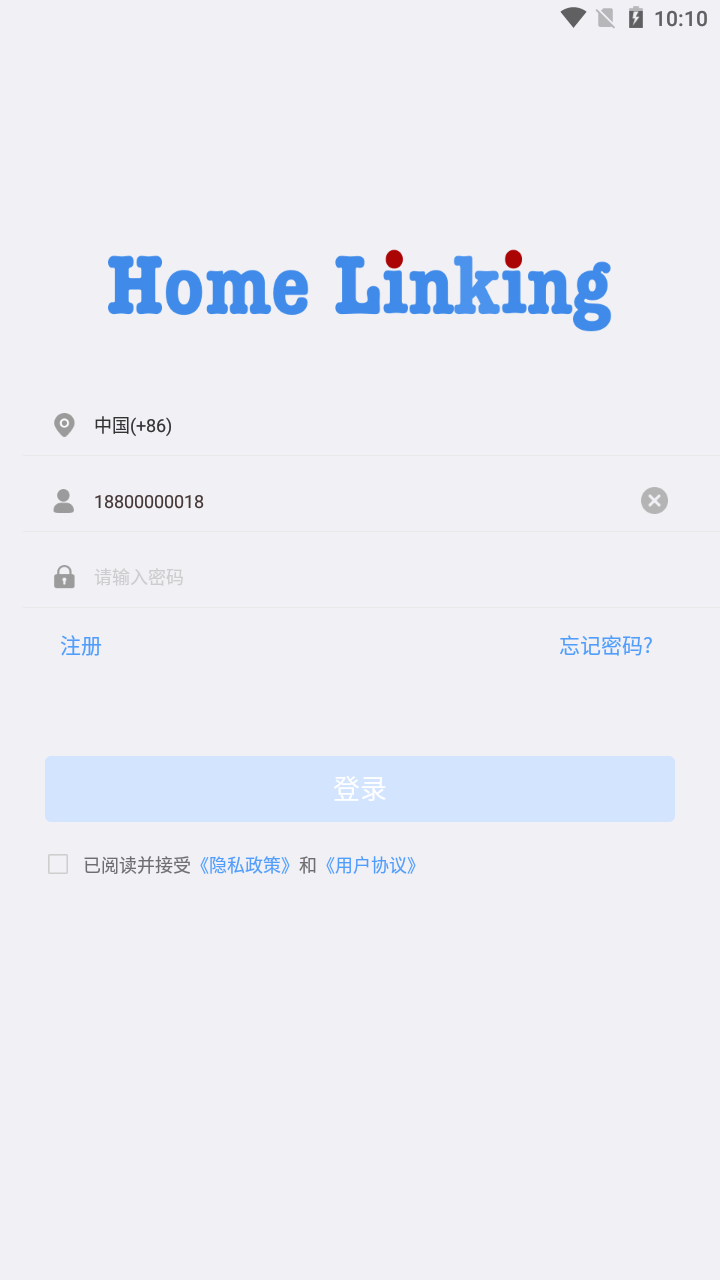 10:10
Home Linking
中国(+86)
18800000018
请输入密码
注册
忘记密码?
登录
已阅读并接受《隐私政策》和《用户协议》